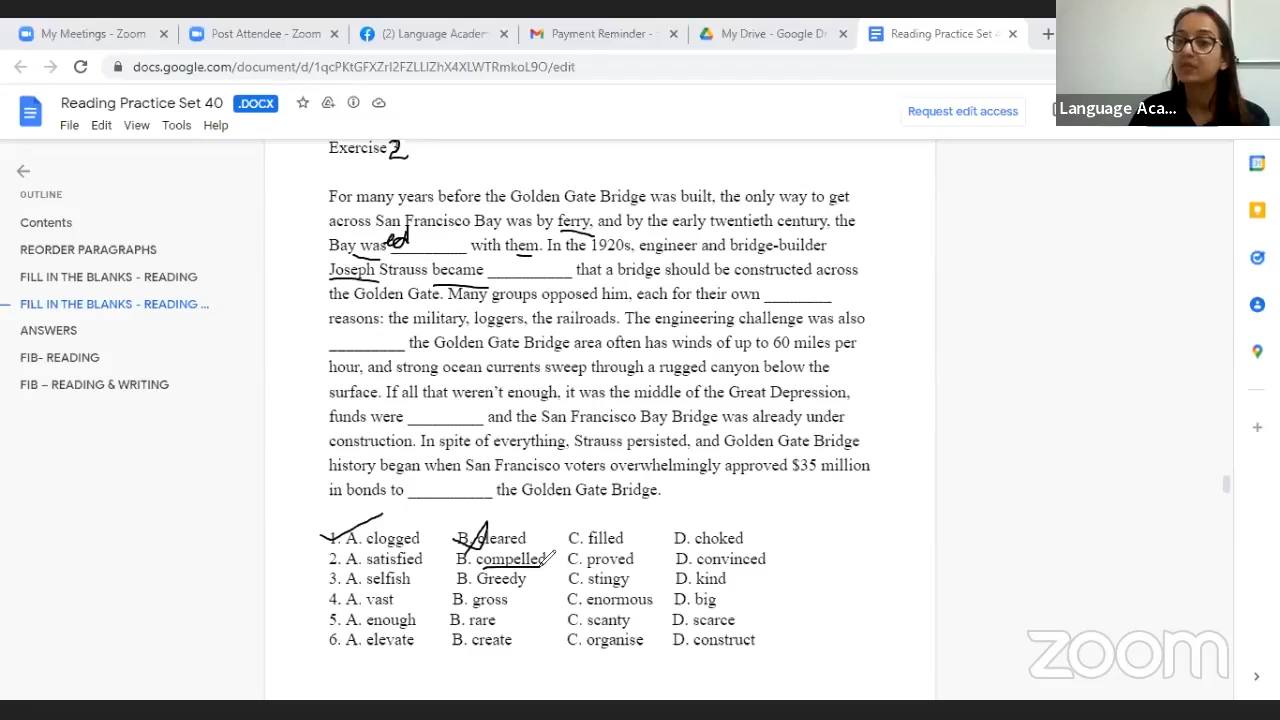 My Meetings - Zoom
Post Attendee - Zoom
(2) Language Academ
Payment Reminder -
My Drive - Google Dr
Reading Practice Set 4
docs.google.com/document/d/1qcPKtGFXZrI2FZLLlZhX4XLWTRmkoL9O/edit
Reading Practice Set 40 .DOCX
File Edit View Tools Help
Request edit access
Language Aca...
OUTLINE
Contents
REORDER PARAGRAPHS
FILL IN THE BLANKS - READING
FILL IN THE BLANKS - READING ...
ANSWERS
FIB- READING
FIB – READING & WRITING
Exercise 2
For many years before the Golden Gate Bridge was built, the only way to get
across San Francisco Bay was by ferry, and by the early twentieth century, the
Bay was ed __________ with them. In the 1920s, engineer and bridge-builder
Joseph Strauss became __________ that a bridge should be constructed across
the Golden Gate. Many groups opposed him, each for their own ________
reasons: the military, loggers, the railroads. The engineering challenge was also
_________ the Golden Gate Bridge area often has winds of up to 60 miles per
hour, and strong ocean currents sweep through a rugged canyon below the
surface. If all that weren’t enough, it was the middle of the Great Depression,
funds were _________ and the San Francisco Bay Bridge was already under
construction. In spite of everything, Strauss persisted, and Golden Gate Bridge
history began when San Francisco voters overwhelmingly approved $35 million
in bonds to __________ the Golden Gate Bridge.
1. A. clogged B. cleared C. filled D. choked
2. A. satisfied B. compelled C. proved D. convinced
3. A. selfish B. Greedy C. stingy D. kind
4. A. vast B. gross C. enormous D. big
5. A. enough B. rare C. scanty D. scarce
6. A. elevate B. create C. organise D. construct
zoom